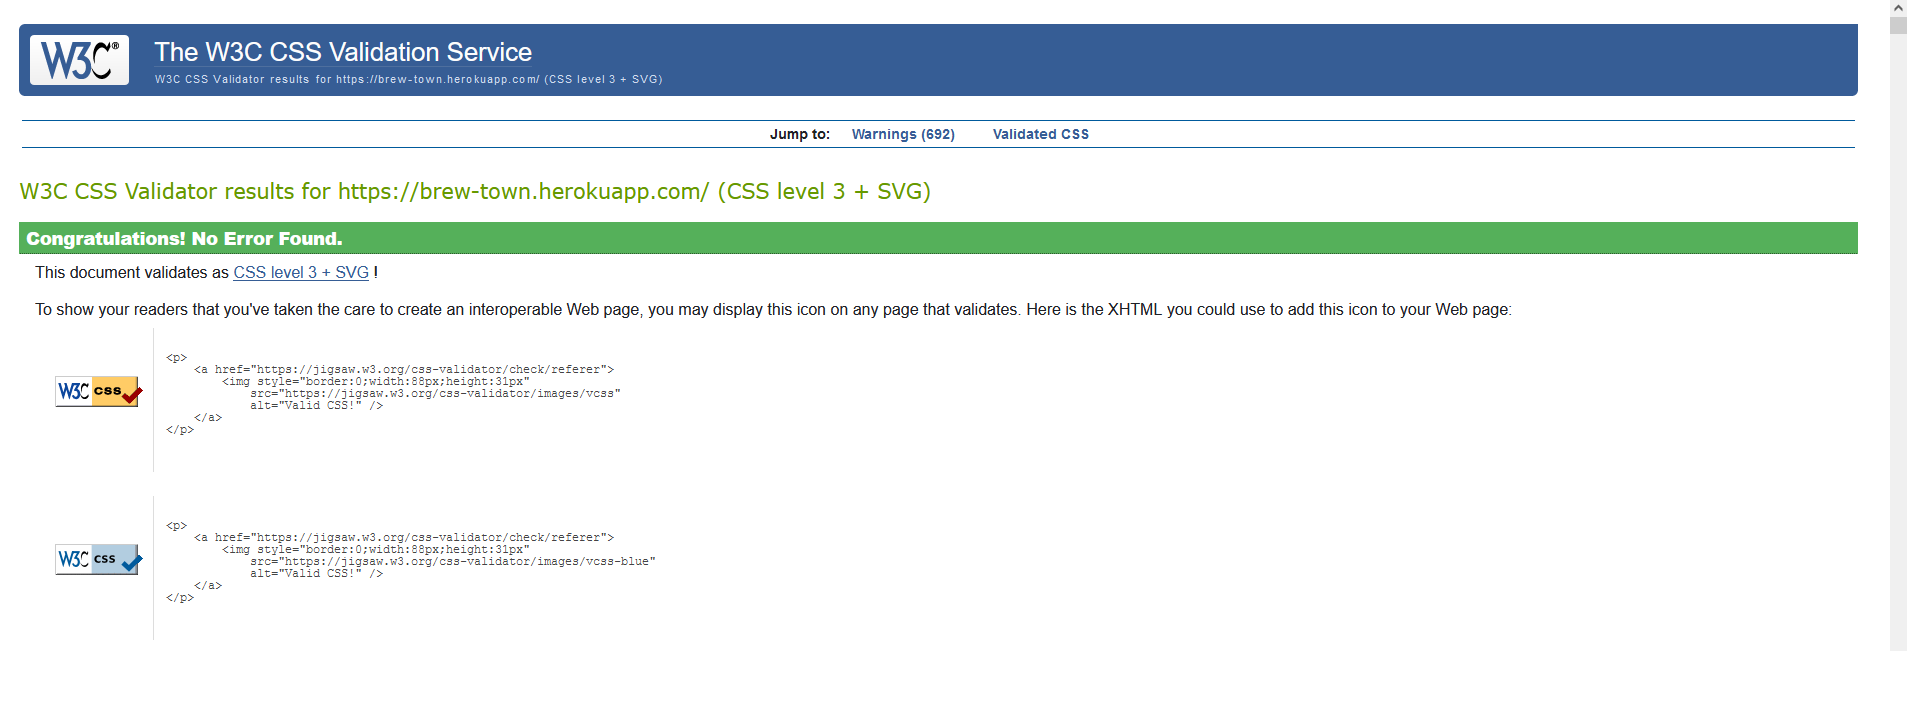 W3C® The W3C CSS Validation Service
W3C CSS Validator results for https://brew-town.herokuapp.com/ (CSS level 3 + SVG)
Jump to: Warnings (692) Validated CSS
W3C CSS Validator results for https://brew-town.herokuapp.com/ (CSS level 3 + SVG)
Congratulations! No Error Found.
This document validates as CSS level 3 + SVG !
To show your readers that you've taken the care to create an interoperable Web page, you may display this icon on any page that validates. Here is the XHTML you could use to add this icon to your Web page:
W3C css
<p>
<a href="https://jigsaw.w3.org/css-validator/check/referer">
<img style="border:0;width:88px;height:31px"
src="https://jigsaw.w3.org/css-validator/images/vcss"
alt="Valid CSS!" />
</a>
</p>
W3C css
<p>
<a href="https://jigsaw.w3.org/css-validator/check/referer">
<img style="border:0;width:88px;height:31px"
src="https://jigsaw.w3.org/css-validator/images/vcss-blue"
alt="Valid CSS!" />
</a>
</p>